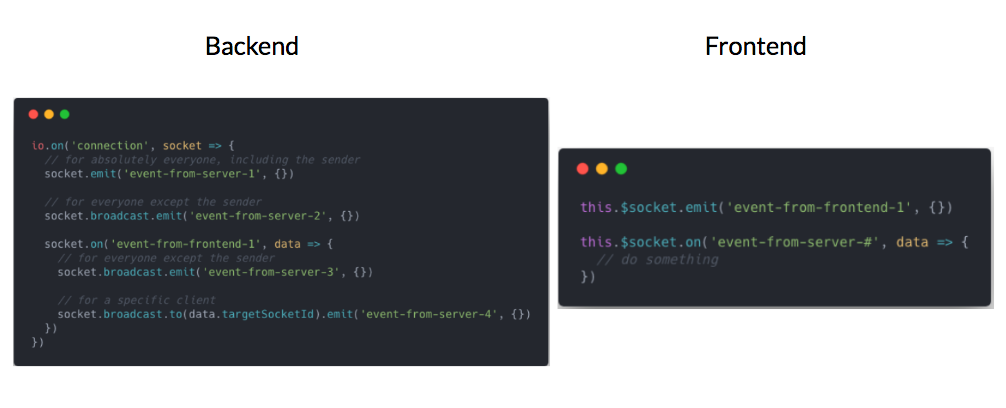 Backend
io.on('connection', socket => {
  // for absolutely everyone, including the sender
  socket.emit('event-from-server-1', {})

  // for everyone except the sender
  socket.broadcast.emit('event-from-server-2', {})

  socket.on('event-from-frontend-1', data => {
    // for everyone except the sender
    socket.broadcast.emit('event-from-server-3', {})

    // for a specific client
    socket.broadcast.to(data.targetSocketId).emit('event-from-server-4', {})
  })
})
Frontend
this.$socket.emit('event-from-frontend-1', {})

this.$socket.on('event-from-server-#', data => {
  // do something
})